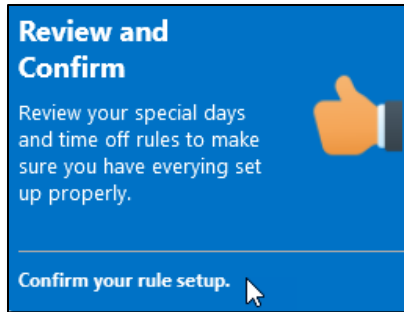 Review and
Confirm
Review your special days
and time off rules to make
sure you have everying set
up properly.
Confirm your rule setup.